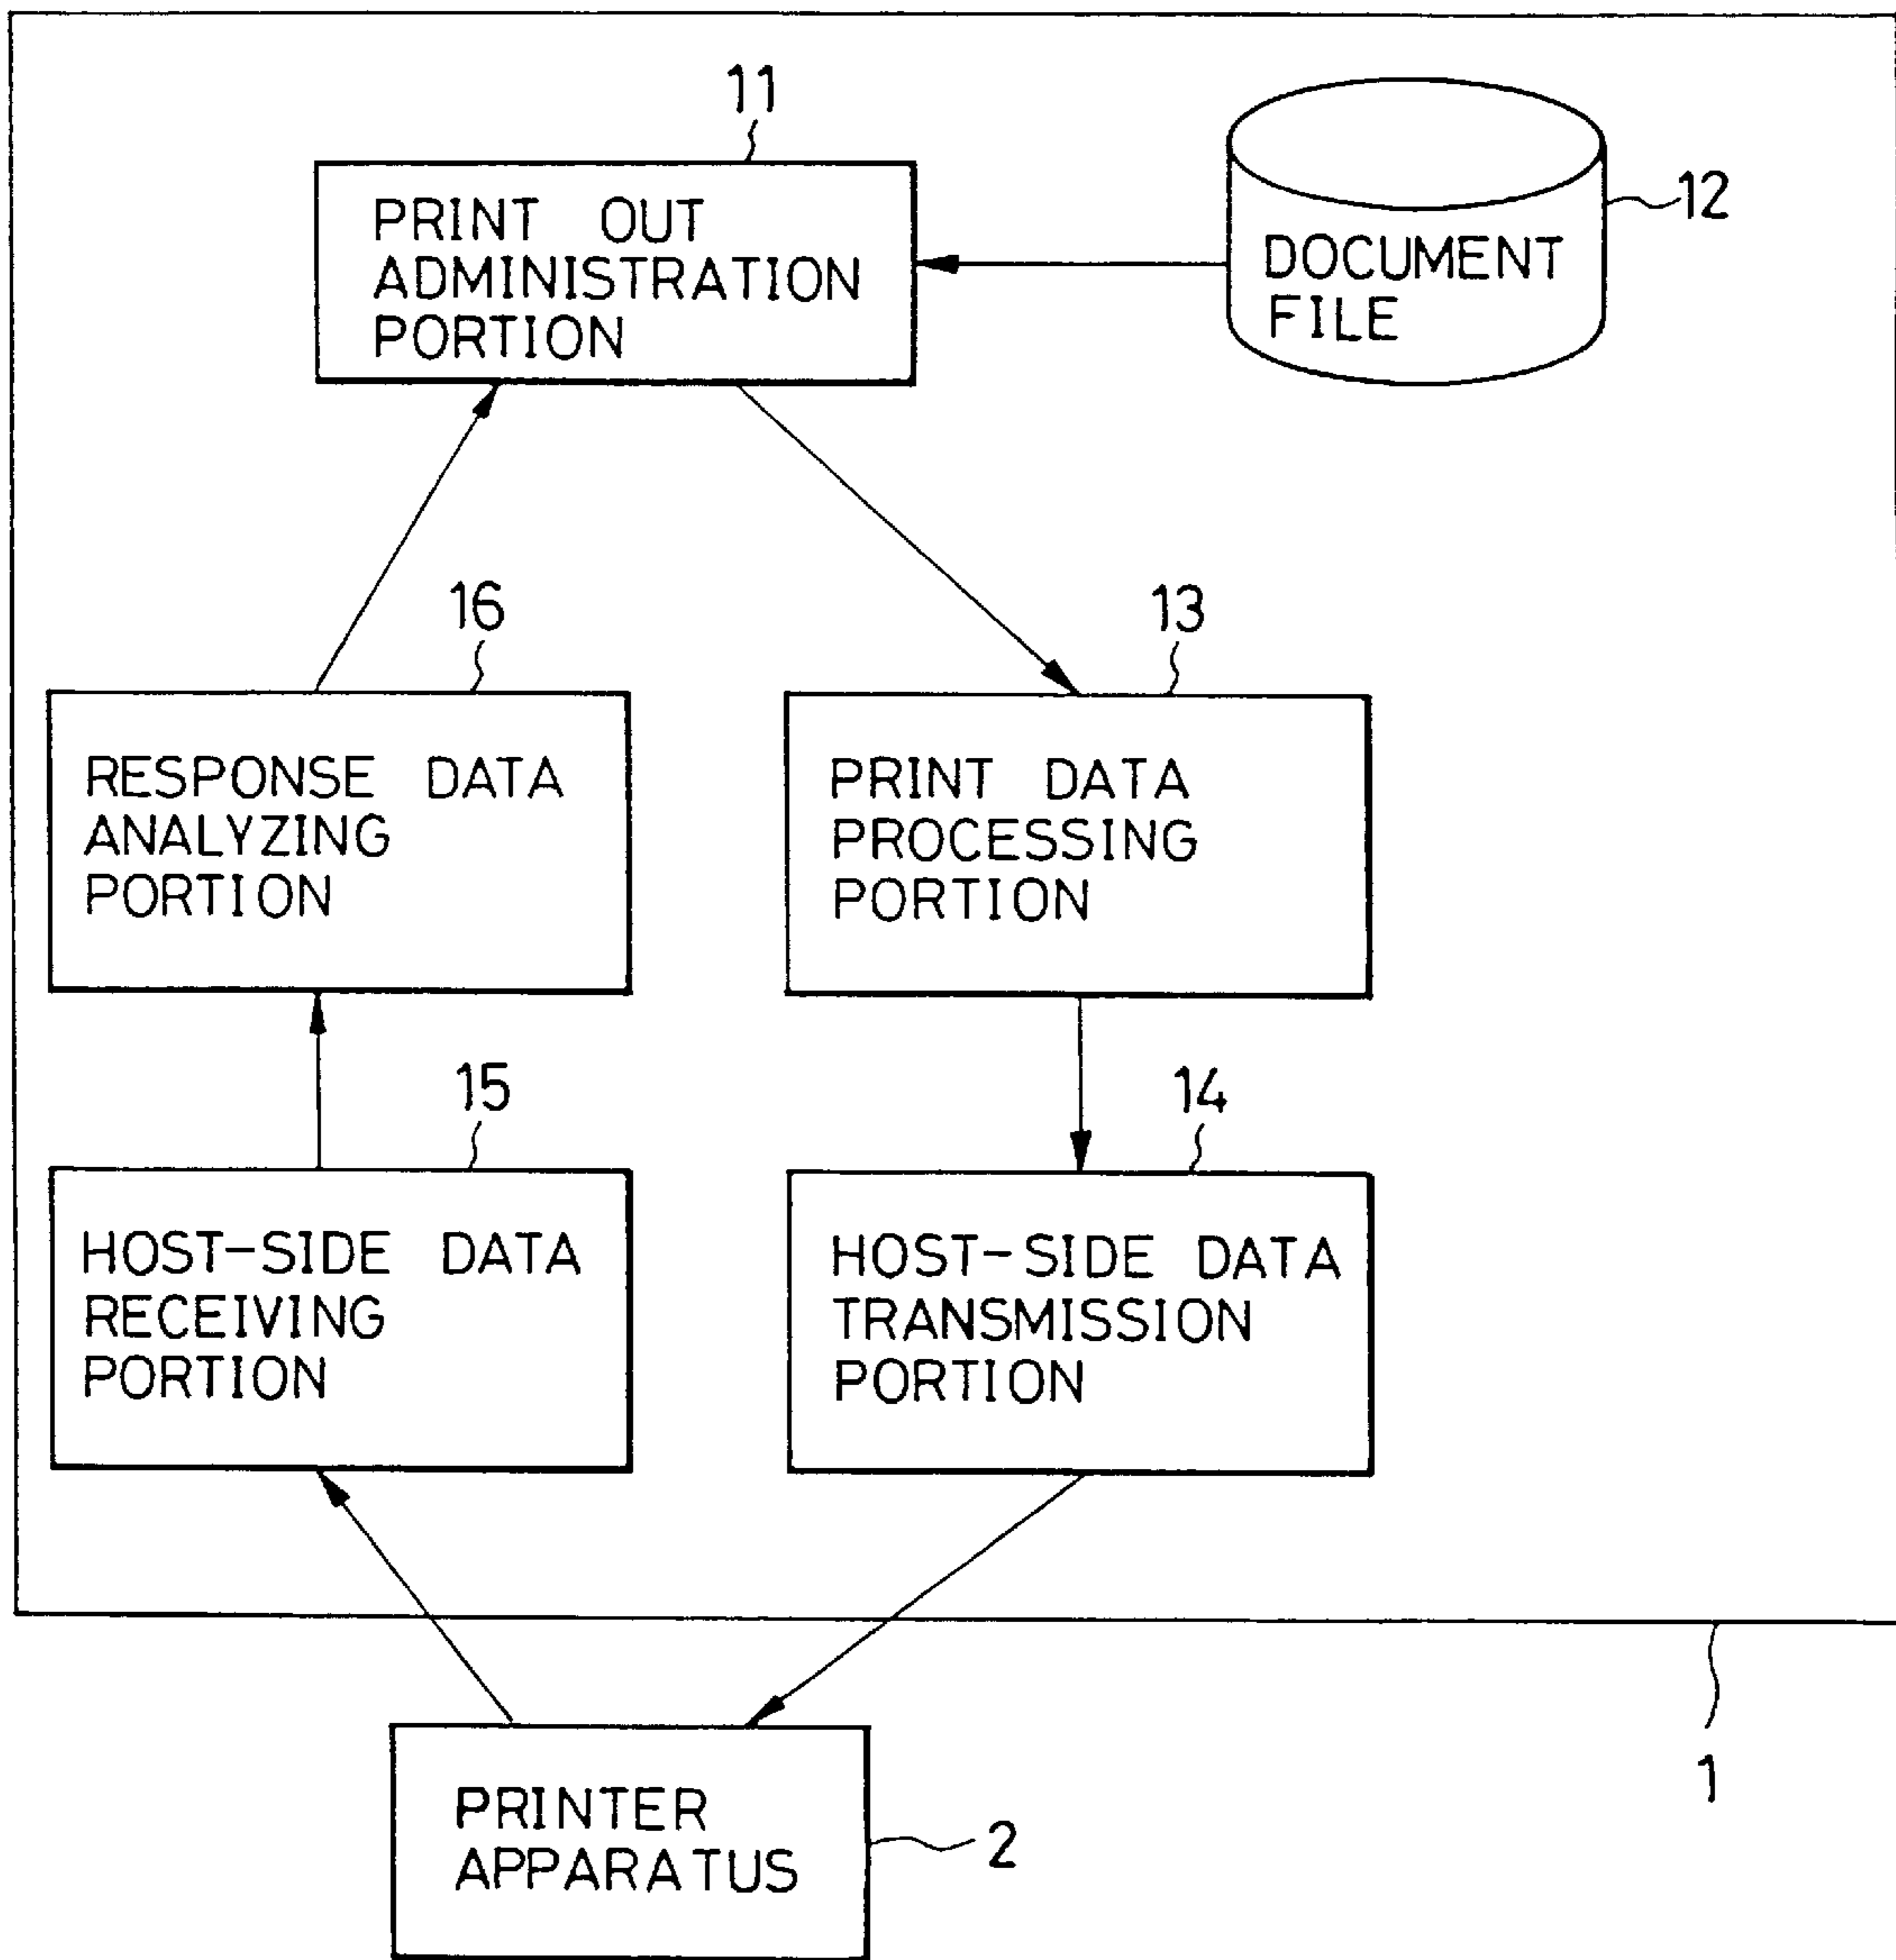 11
PRINT OUT
ADMINISTRATION
PORTION
DOCUMENT
FILE
12
16
13
RESPONSE DATA
ANALYZING
PORTION
PRINT DATA
PROCESSING
PORTION
15
14
HOST-SIDE DATA
RECEIVING
PORTION
HOST-SIDE DATA
TRANSMISSION
PORTION
1
PRINTER
APPARATUS
2